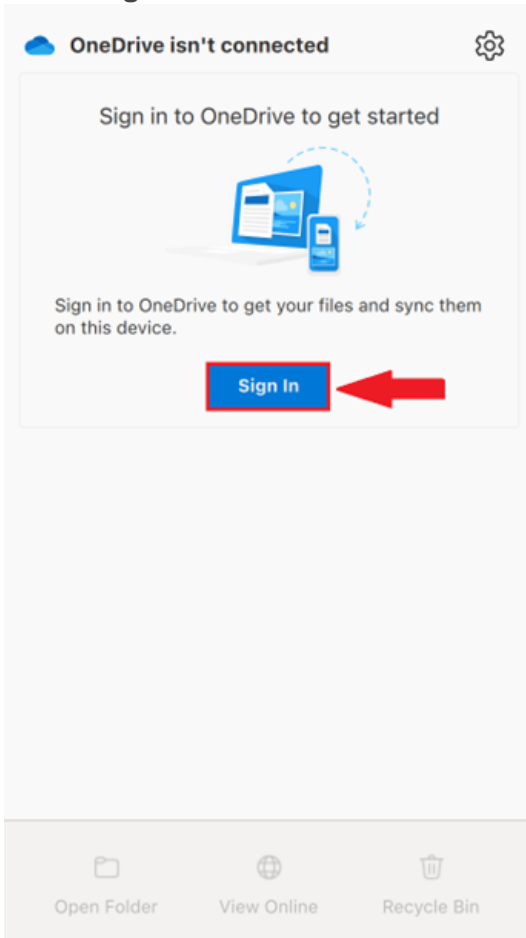 OneDrive isn't connected
Sign in to OneDrive to get started
Sign in to OneDrive to get your files and sync them
on this device.
Sign In
Open Folder View Online Recycle Bin